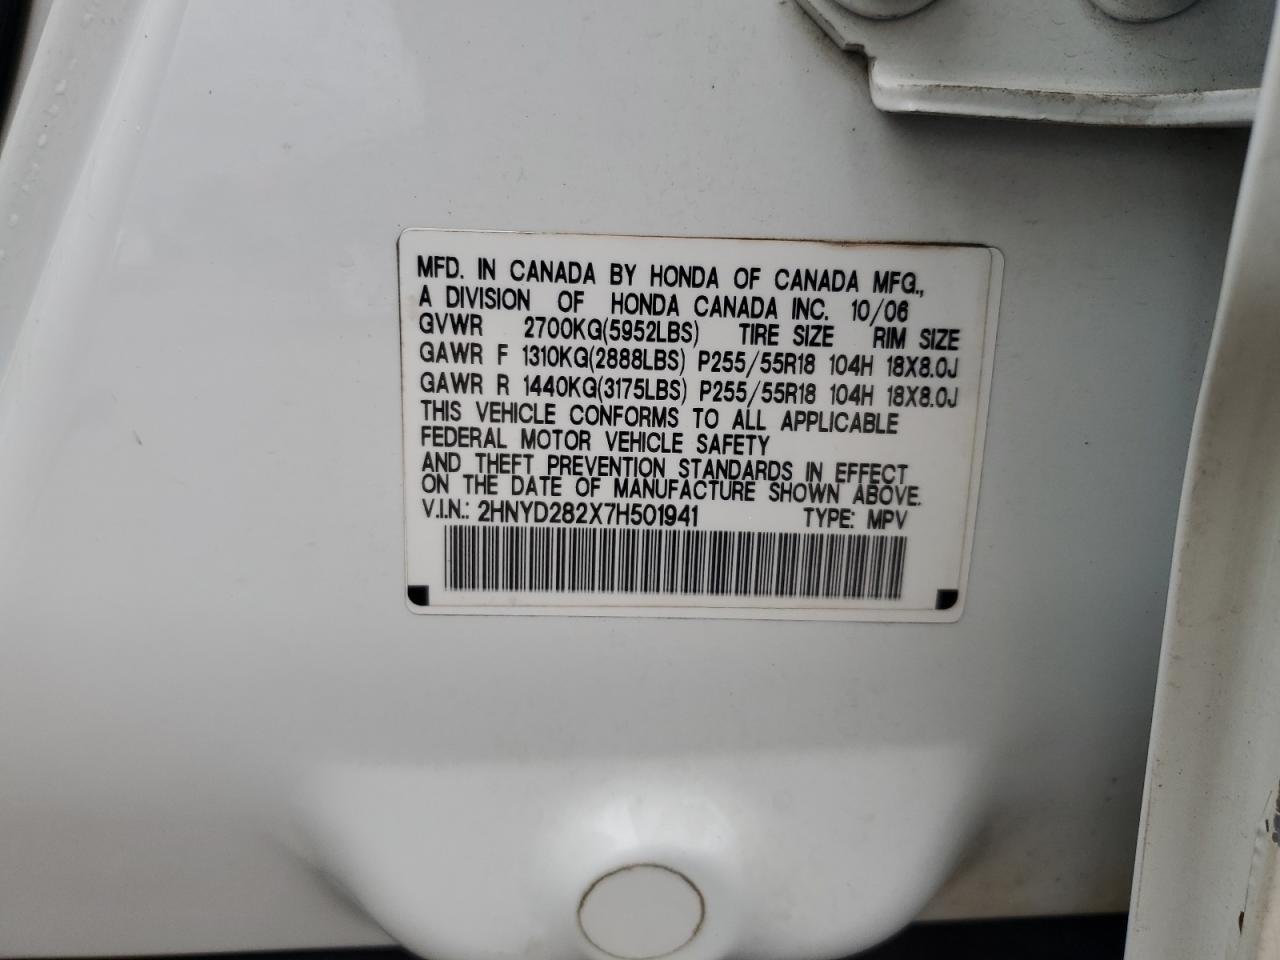 MFD. IN CANADA BY HONDA OF CANADA MFG.,
A DIVISION OF HONDA CANADA INC. 10/06
GVWR 2700KG(5952LBS) TIRE SIZE RIM SIZE
GAWR F 1310KG(2888LBS) P255/55R18 104H 18X8.0J
GAWR R 1440KG(3175LBS) P255/55R18 104H 18X8.0J
THIS VEHICLE CONFORMS TO ALL APPLICABLE
FEDERAL MOTOR VEHICLE SAFETY
AND THEFT PREVENTION STANDARDS IN EFFECT
ON THE DATE OF MANUFACTURE SHOWN ABOVE.
V.I.N.: 2HNYD282X7H501941 TYPE: MPV